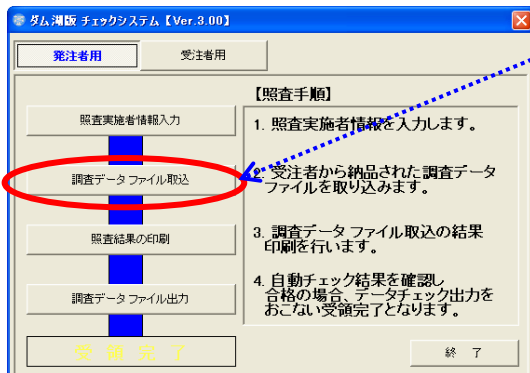 ダム湖版 チェックシステム【Ver.3.00】
発注者用
受注者用
照査実施者情報入力
調査データファイル取込
照査結果の印刷
調査データファイル出力
受 領 完 了
【照査手順】
1. 照査実施者情報を入力します。
2. 受注者から納品された調査データ
ファイルを取り込みます。
3. 調査データファイル取込の結果
印刷を行います。
4. 自動チェック結果を確認し
合格の場合、データチェック出力を
おこない受領完了となります。
終 了